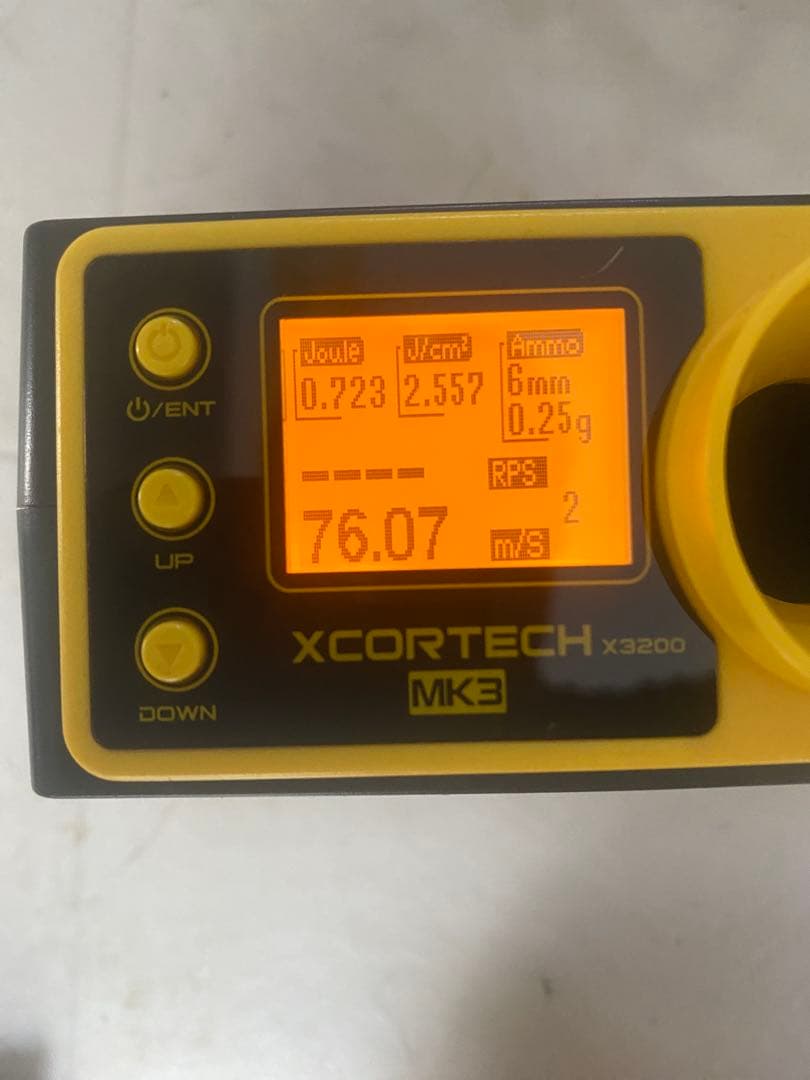 Joule J/cm² Ammo
0.723 2.557 6mm
0.25g
---- RPS
2
76.07 m/S
⏻/ENT
UP
DOWN
XCORTECH X3200
MK3